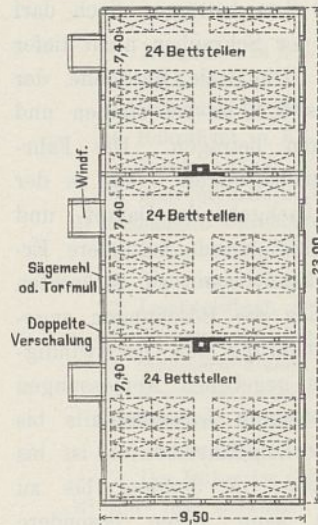 7,40
24 Bettstellen
Windf.
7,40
24 Bettstellen
Sägemehl
od. Torfmull
Doppelte
Verschalung
7,40
24 Bettstellen
23,00
9,50